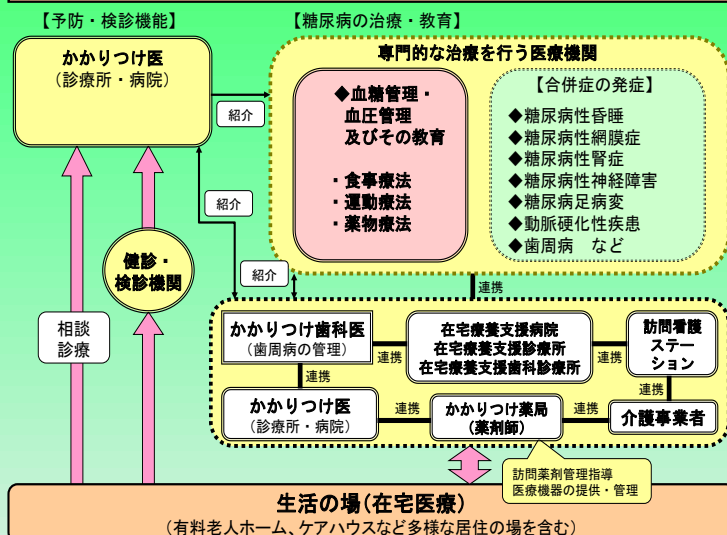 【予防・検診機能】
【糖尿病の治療・教育】
かかりつけ医
(診療所・病院)
紹介
専門的な治療を行う医療機関
◆血糖管理・
血圧管理
及びその教育
・食事療法
・運動療法
・薬物療法
【合併症の発症】
◆糖尿病性昏睡
◆糖尿病性網膜症
◆糖尿病性腎症
◆糖尿病性神経障害
◆糖尿病足病変
◆動脈硬化性疾患
◆歯周病 など
紹介
健診・
検診機関
紹介
連携
相談
診療
かかりつけ歯科医
(歯周病の管理)
連携
在宅療養支援病院
在宅療養支援診療所
在宅療養支援歯科診療所
連携
訪問看護
ステー
ション
連携
連携
かかりつけ医
(診療所・病院)
連携
かかりつけ薬局
(薬剤師)
連携
介護事業者
訪問薬剤管理指導
医療機器の提供・管理
生活の場(在宅医療)
(有料老人ホーム、ケアハウスなど多様な居住の場を含む)